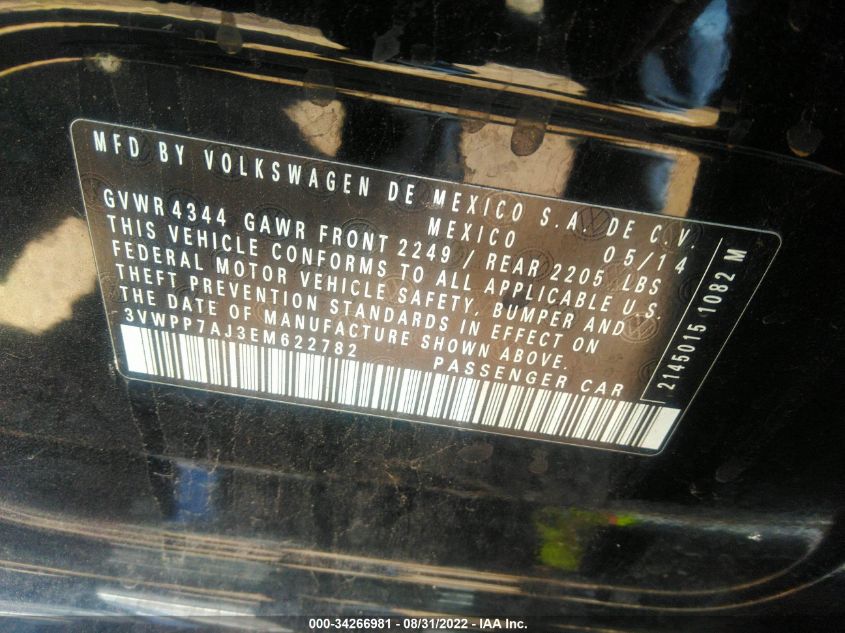 MFD BY VOLKSWAGEN DE MEXICO S.A. DE C.V.
MEXICO 05/14
GVWR4344 GAWR FRONT 2249 / REAR 2205 LBS
THIS VEHICLE CONFORMS TO ALL APPLICABLE U.S.
FEDERAL MOTOR VEHICLE SAFETY, BUMPER AND
THEFT PREVENTION STANDARDS IN EFFECT ON
THE DATE OF MANUFACTURE SHOWN ABOVE.
3VWPP7AJ3EM622782 PASSENGER CAR
2145015 1082 M
000-34266981 - 08/31/2022 - IAA Inc.